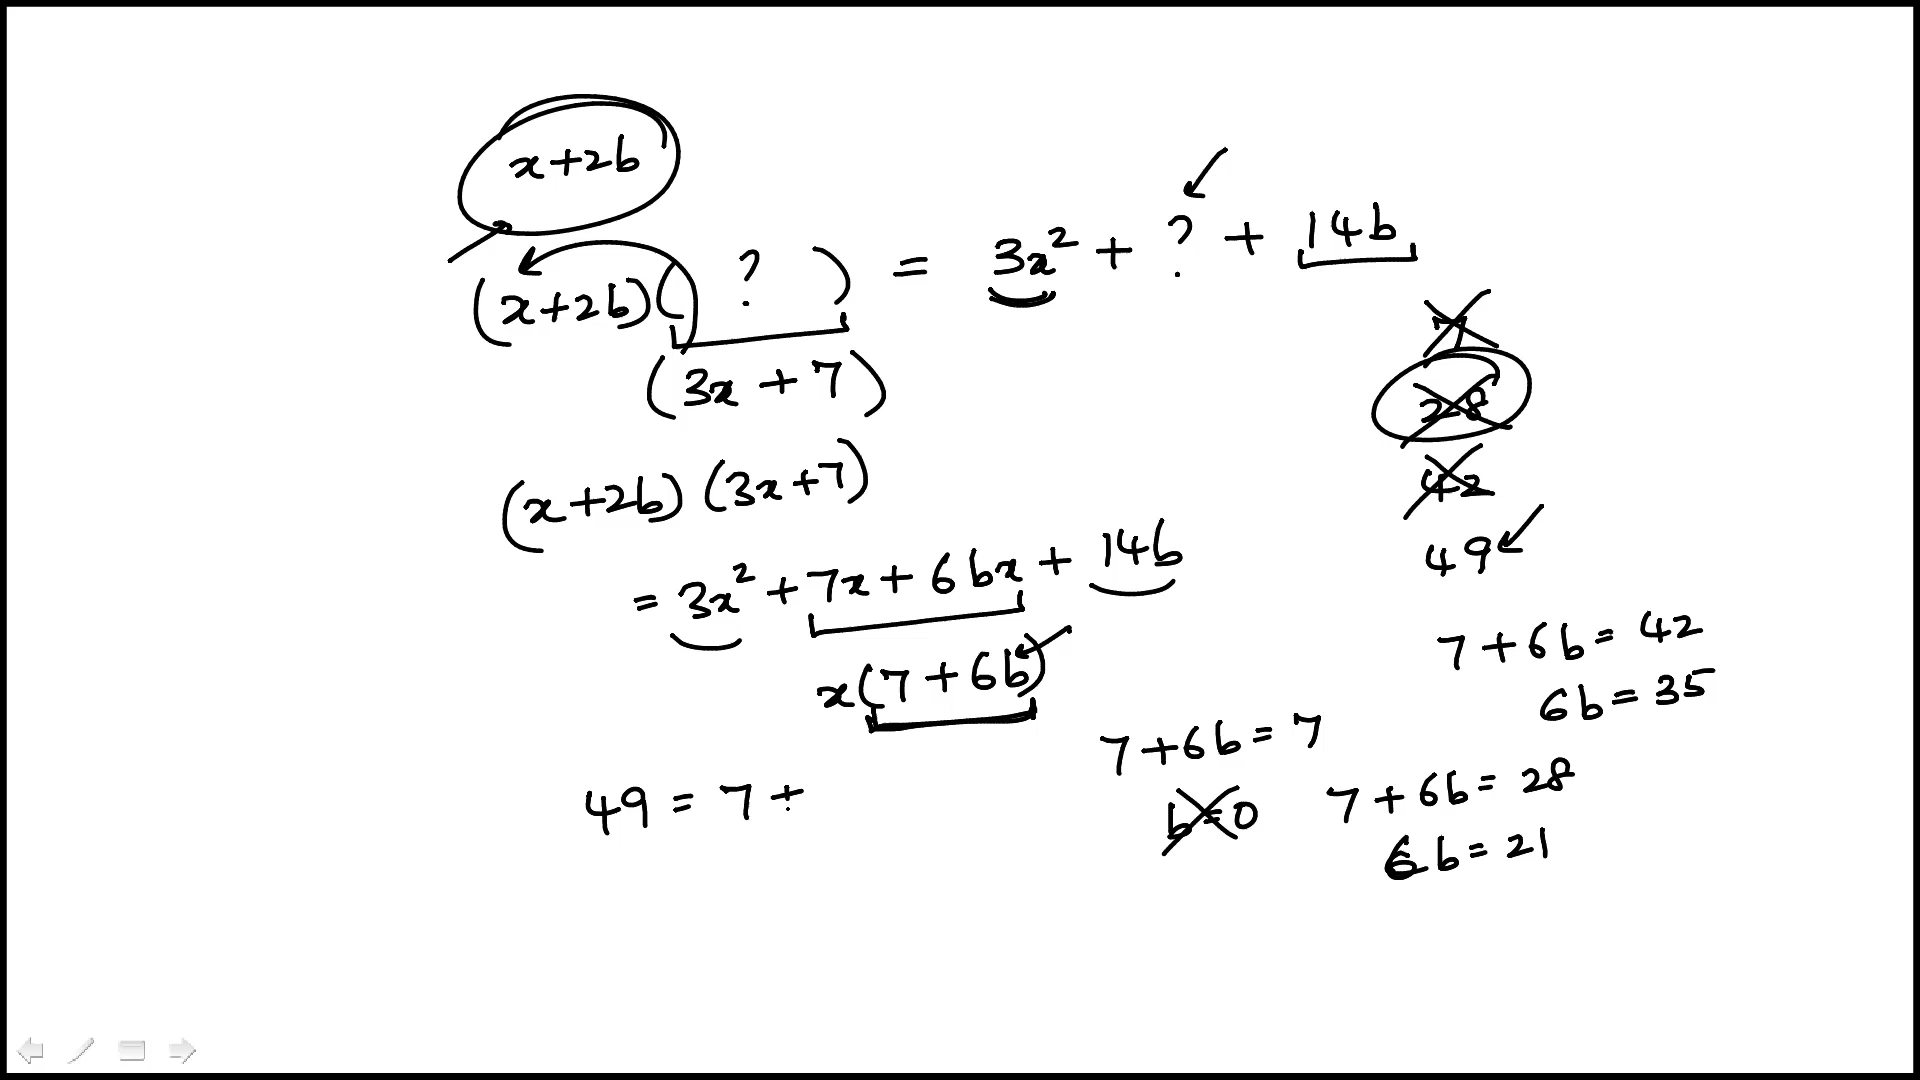 x+2b
(x+2b)( ? ) = 3x² + ? + 14b
(3x + 7)
(x+2b) (3x+7)
= 3x² + 7x + 6bx + 14b
x(7 + 6b)
49 = 7 +
7
28
42
49
7 + 6b = 42
6b = 35
7 + 6b = 7
b = 0
7 + 6b = 28
6b = 21